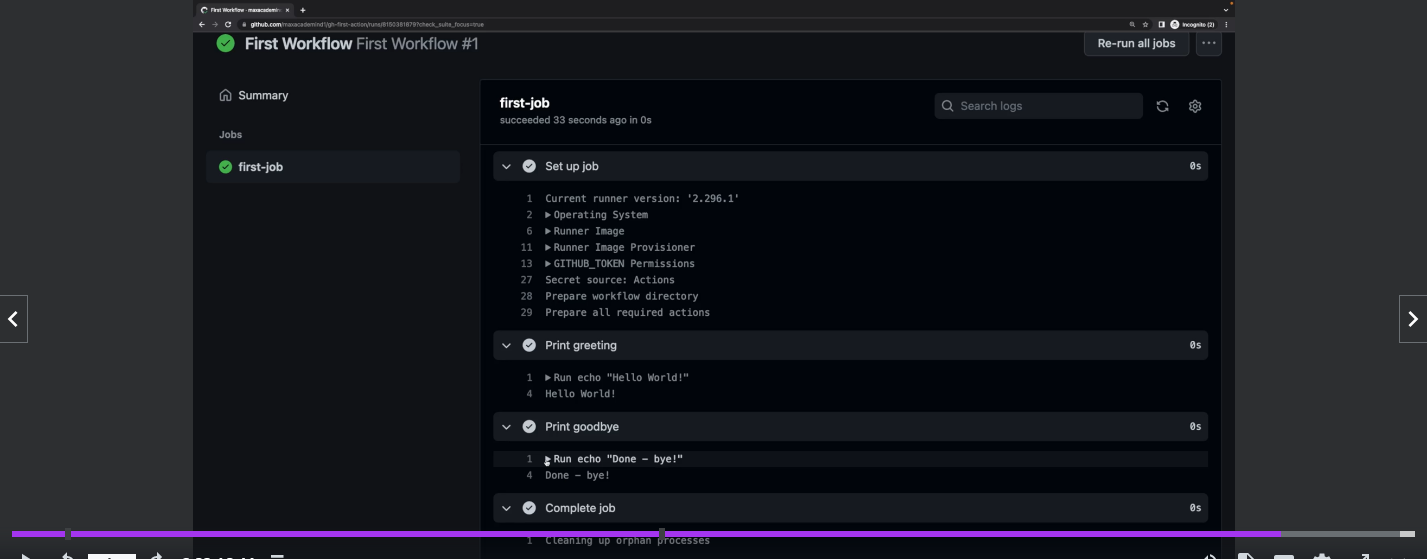 First Workflow · maxacademind
github.com/maxacademind1/gh-first-action/runs/8150381879?check_suite_focus=true
Incognito (2)
First Workflow First Workflow #1
Re-run all jobs
Summary
Jobs
first-job
first-job
succeeded 33 seconds ago in 0s
Search logs
Set up job 0s
1 Current runner version: '2.296.1'
2 Operating System
6 Runner Image
11 Runner Image Provisioner
13 GITHUB_TOKEN Permissions
27 Secret source: Actions
28 Prepare workflow directory
29 Prepare all required actions
Print greeting 0s
1 Run echo "Hello World!"
4 Hello World!
Print goodbye 0s
1 Run echo "Done – bye!"
4 Done – bye!
Complete job 0s
1 Cleaning up orphan processes